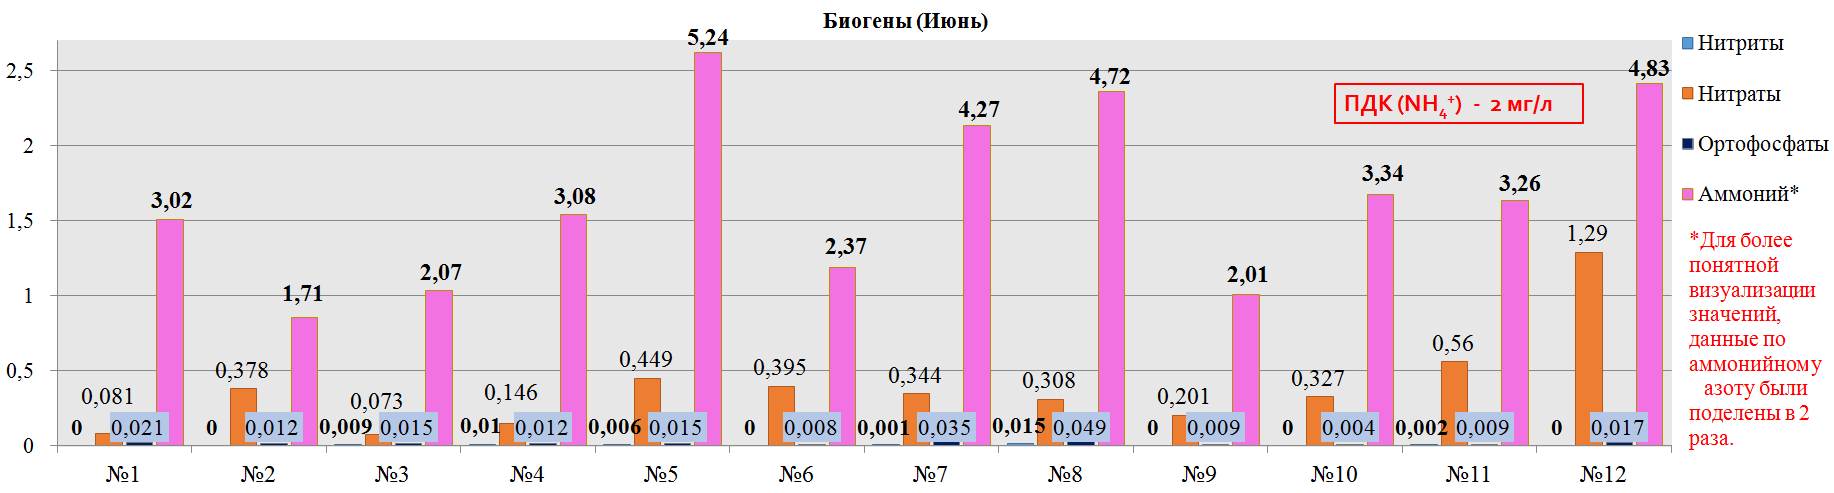 Биогены (Июнь)
5,24
Нитриты
2,5
4,72
4,83
ПДК (NH₄⁺) - 2 мг/л
Нитраты
4,27
2
Ортофосфаты
3,02
3,08
3,34
3,26
Аммоний*
1,5
2,37
1,29
*Для более
понятной
визуализации
значений,
данные по
аммонийному
азоту были
поделены в 2
раза.
1,71
2,07
2,01
1
0,5
0,081
0,378
0,073
0,146
0,449
0,395
0,344
0,308
0,201
0,327
0,56
0 0,021 0 0,012 0,009 0,015 0,01 0,012 0,006 0,015 0 0,008 0,001 0,035 0,015 0,049 0 0,009 0 0,004 0,002 0,009 0 0,017
0
№1 №2 №3 №4 №5 №6 №7 №8 №9 №10 №11 №12